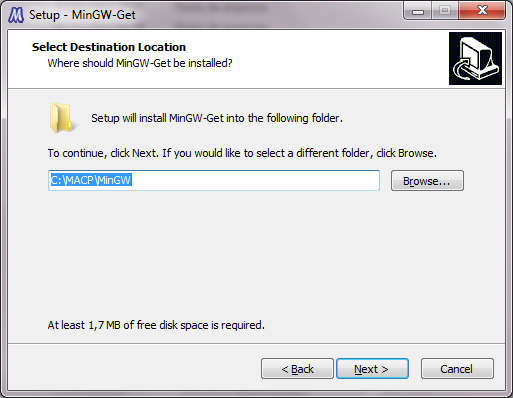 Setup - MinGW-Get
Select Destination Location
Where should MinGW-Get be installed?
Setup will install MinGW-Get into the following folder.
To continue, click Next. If you would like to select a different folder, click Browse.
C:\MACP\MinGW
Browse...
At least 1,7 MB of free disk space is required.
< Back
Next >
Cancel